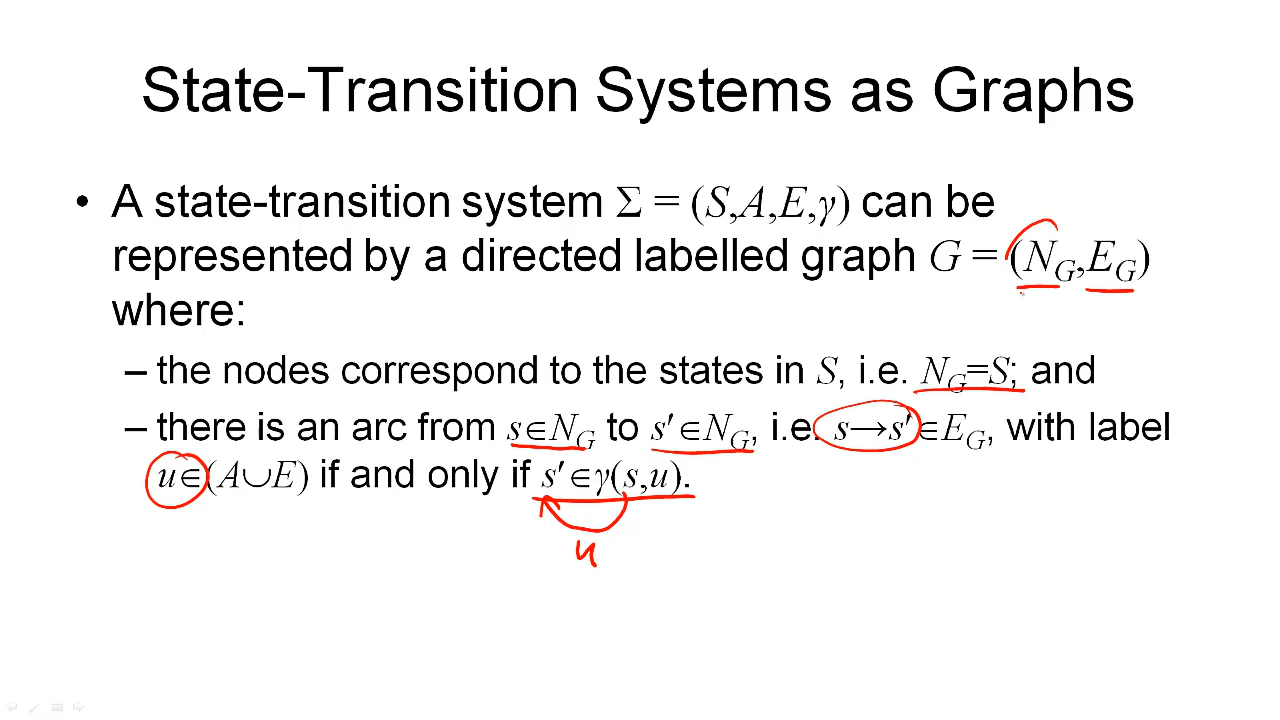 State-Transition Systems as Graphs
• A state-transition system Σ = (S,A,E,γ) can be
represented by a directed labelled graph G = (N_G,E_G)
where:
– the nodes correspond to the states in S, i.e. N_G=S; and
– there is an arc from s∈N_G to s′∈N_G, i.e. s→s′∈E_G, with label
u∈(A∪E) if and only if s′∈γ(s,u).
u